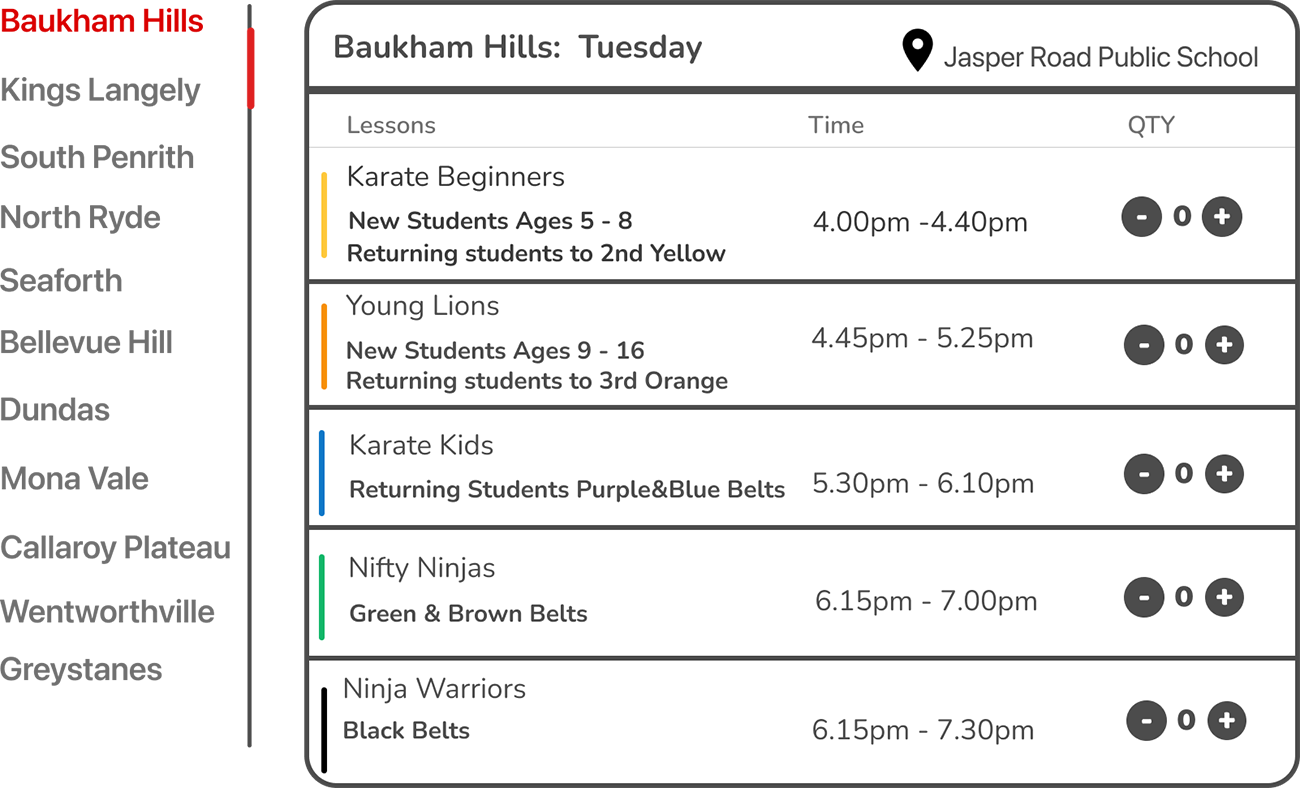 Baukham Hills
Kings Langely
South Penrith
North Ryde
Seaforth
Bellevue Hill
Dundas
Mona Vale
Callaroy Plateau
Wentworthville
Greystanes
Baukham Hills: Tuesday
Jasper Road Public School
Lessons Time QTY
Karate Beginners
New Students Ages 5 - 8
Returning students to 2nd Yellow
4.00pm -4.40pm
- 0 +
Young Lions
New Students Ages 9 - 16
Returning students to 3rd Orange
4.45pm - 5.25pm
- 0 +
Karate Kids
Returning Students Purple&Blue Belts
5.30pm - 6.10pm
- 0 +
Nifty Ninjas
Green & Brown Belts
6.15pm - 7.00pm
- 0 +
Ninja Warriors
Black Belts
6.15pm - 7.30pm
- 0 +